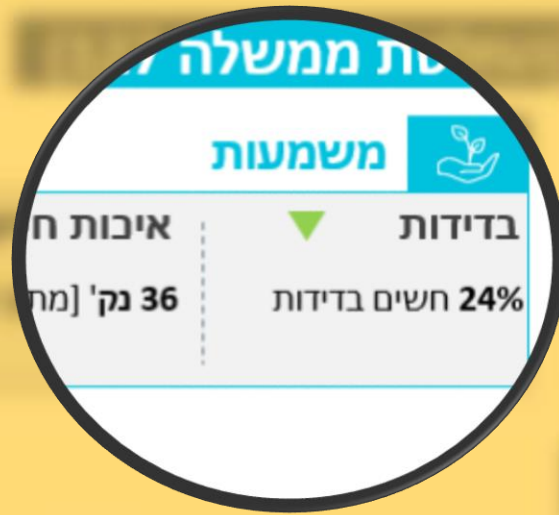 ממשלה
משמעות
בדידות
24% חשים בדידות
איכות
36 נק'